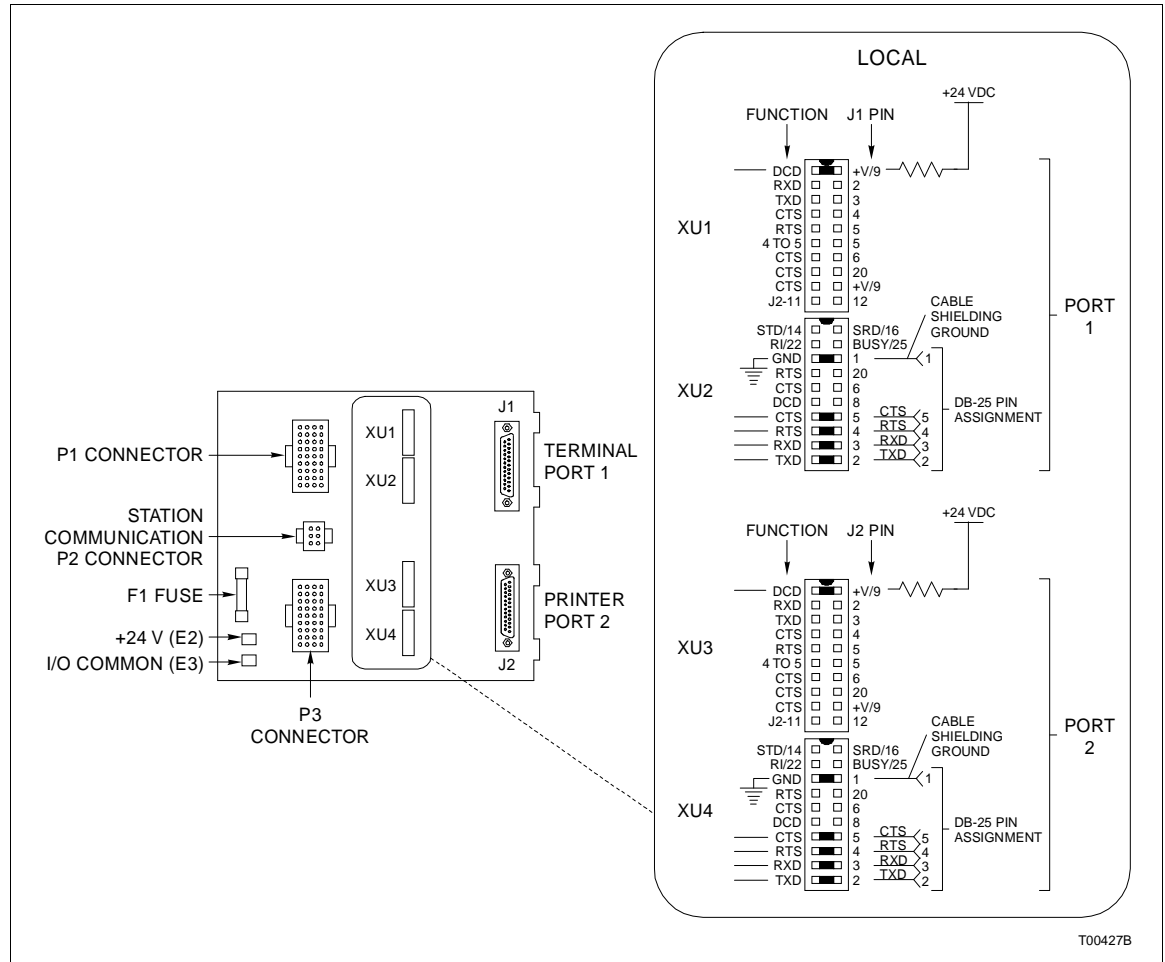 LOCAL
+24 VDC
FUNCTION J1 PIN
DCD +V/9
RXD 2
TXD 3
CTS 4
RTS 5
4 TO 5 5
CTS 6
CTS 20
CTS +V/9
J2-11 12
XU1
STD/14 SRD/16
RI/22 BUSY/25
GND 1
RTS 20
CTS 6
DCD 8
CTS 5
RTS 4
RXD 3
TXD 2
XU2
CABLE
SHIELDING
GROUND
1
CTS 5
RTS 4
RXD 3
TXD 2
DB-25 PIN
ASSIGNMENT
PORT
1
+24 VDC
FUNCTION J2 PIN
DCD +V/9
RXD 2
TXD 3
CTS 4
RTS 5
4 TO 5 5
CTS 6
CTS 20
CTS +V/9
J2-11 12
XU3
STD/14 SRD/16
RI/22 BUSY/25
GND 1
RTS 20
CTS 6
DCD 8
CTS 5
RTS 4
RXD 3
TXD 2
XU4
CABLE
SHIELDING
GROUND
1
CTS 5
RTS 4
RXD 3
TXD 2
DB-25 PIN
ASSIGNMENT
PORT
2
P1 CONNECTOR
STATION
COMMUNICATION
P2 CONNECTOR
F1 FUSE
+24 V (E2)
I/O COMMON (E3)
P3
CONNECTOR
XU1
XU2
XU3
XU4
J1
TERMINAL
PORT 1
PRINTER
PORT 2
J2
T00427B